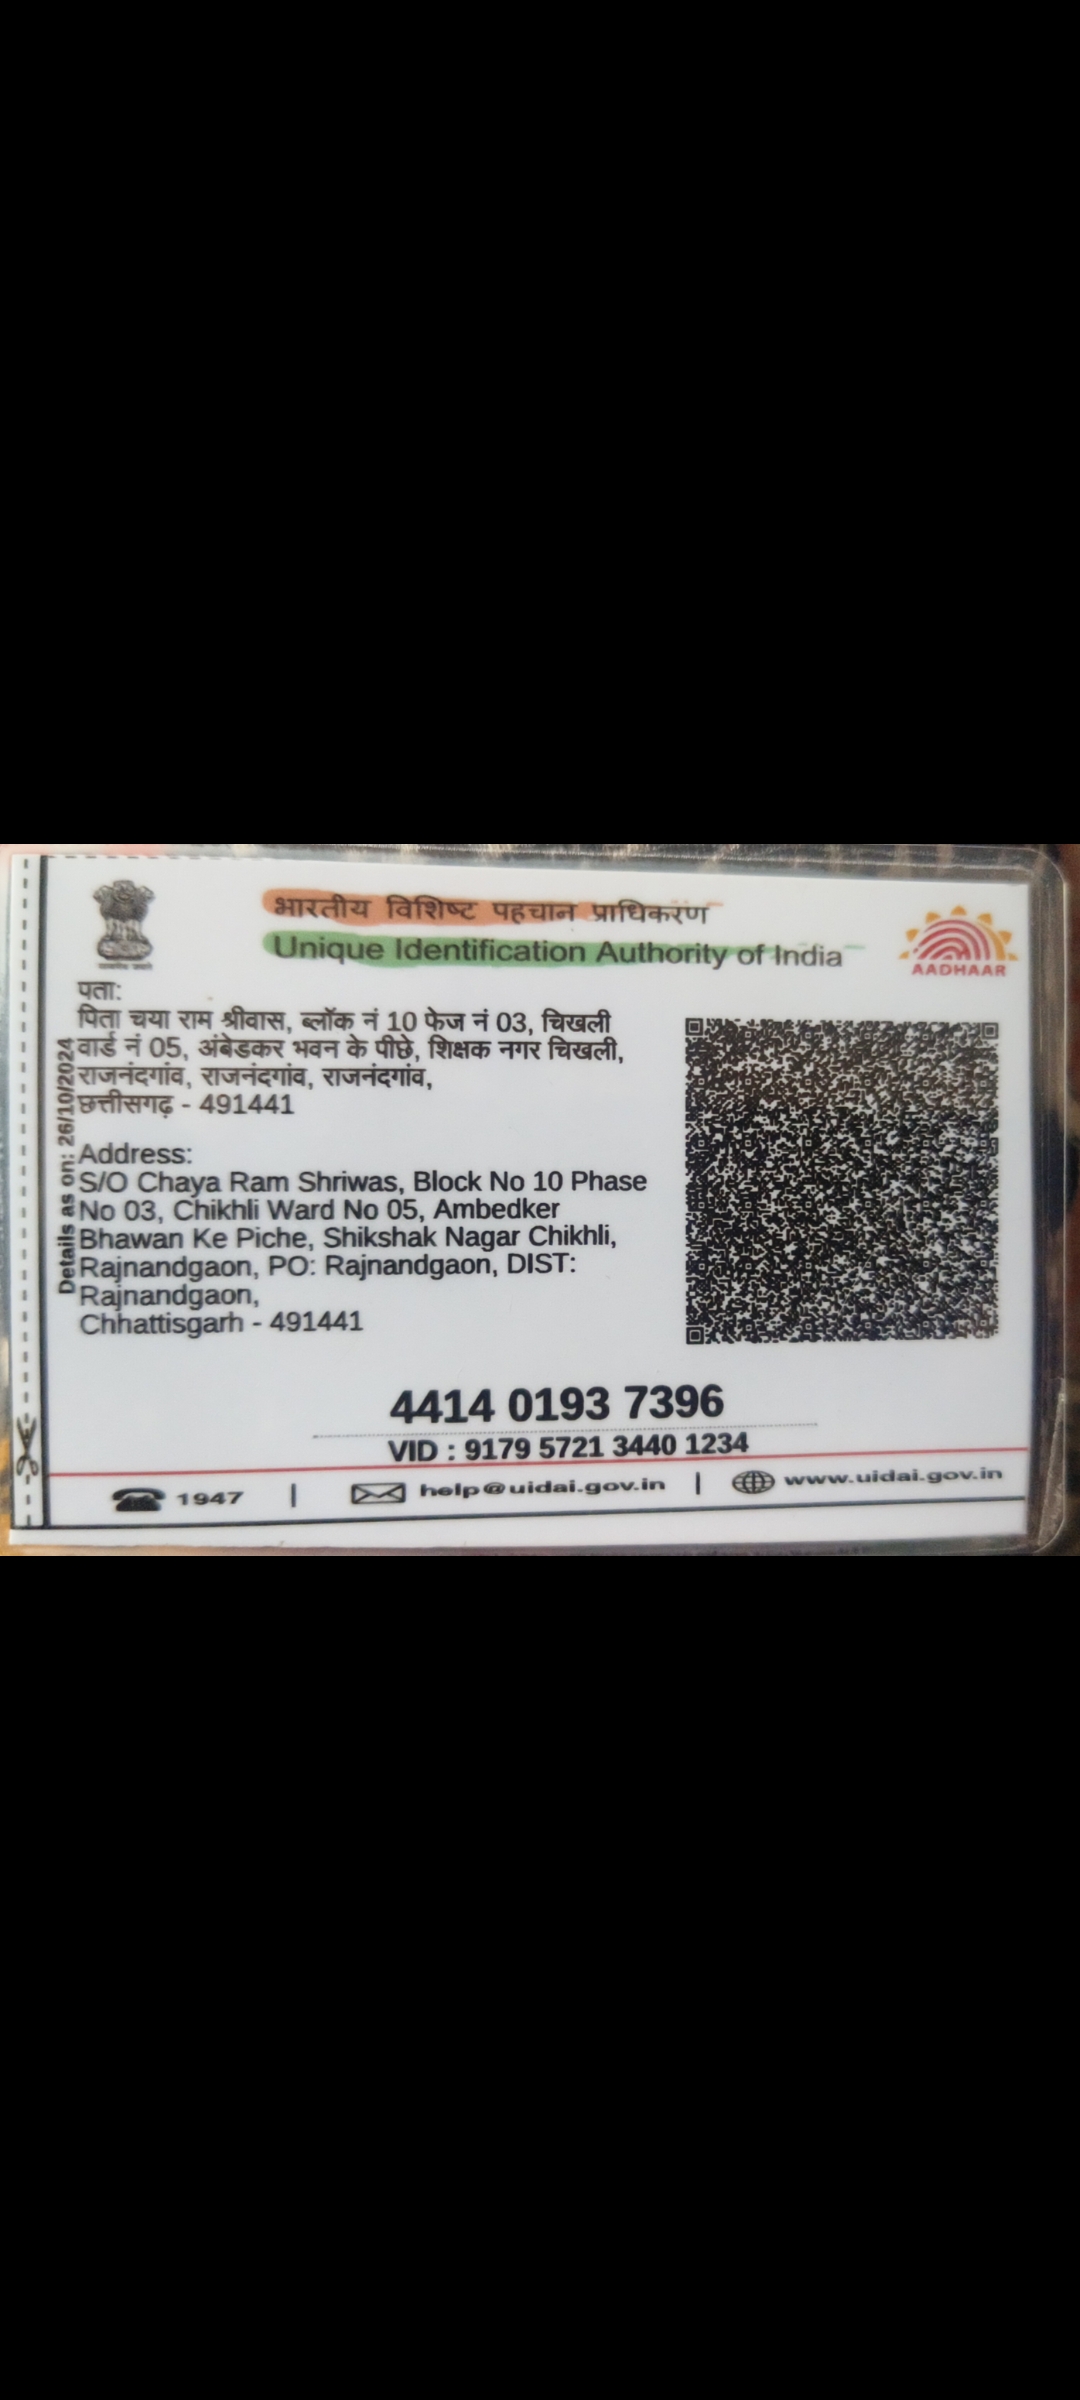 भारतीय विशिष्ट पहचान प्राधिकरण
Unique Identification Authority of India
AADHAAR
पता:
पिता चया राम श्रीवास, ब्लॉक नं 10 फेज नं 03, चिखली
वार्ड नं 05, अंबेडकर भवन के पीछे, शिक्षक नगर चिखली,
राजनंदगांव, राजनंदगांव, राजनंदगांव,
छत्तीसगढ़ - 491441
Details as on: 26/10/2024
Address:
S/O Chaya Ram Shriwas, Block No 10 Phase
No 03, Chikhli Ward No 05, Ambedker
Bhawan Ke Piche, Shikshak Nagar Chikhli,
Rajnandgaon, PO: Rajnandgaon, DIST:
Rajnandgaon,
Chhattisgarh - 491441
4414 0193 7396
VID : 9179 5721 3440 1234
1947 | help@uidai.gov.in | www.uidai.gov.in